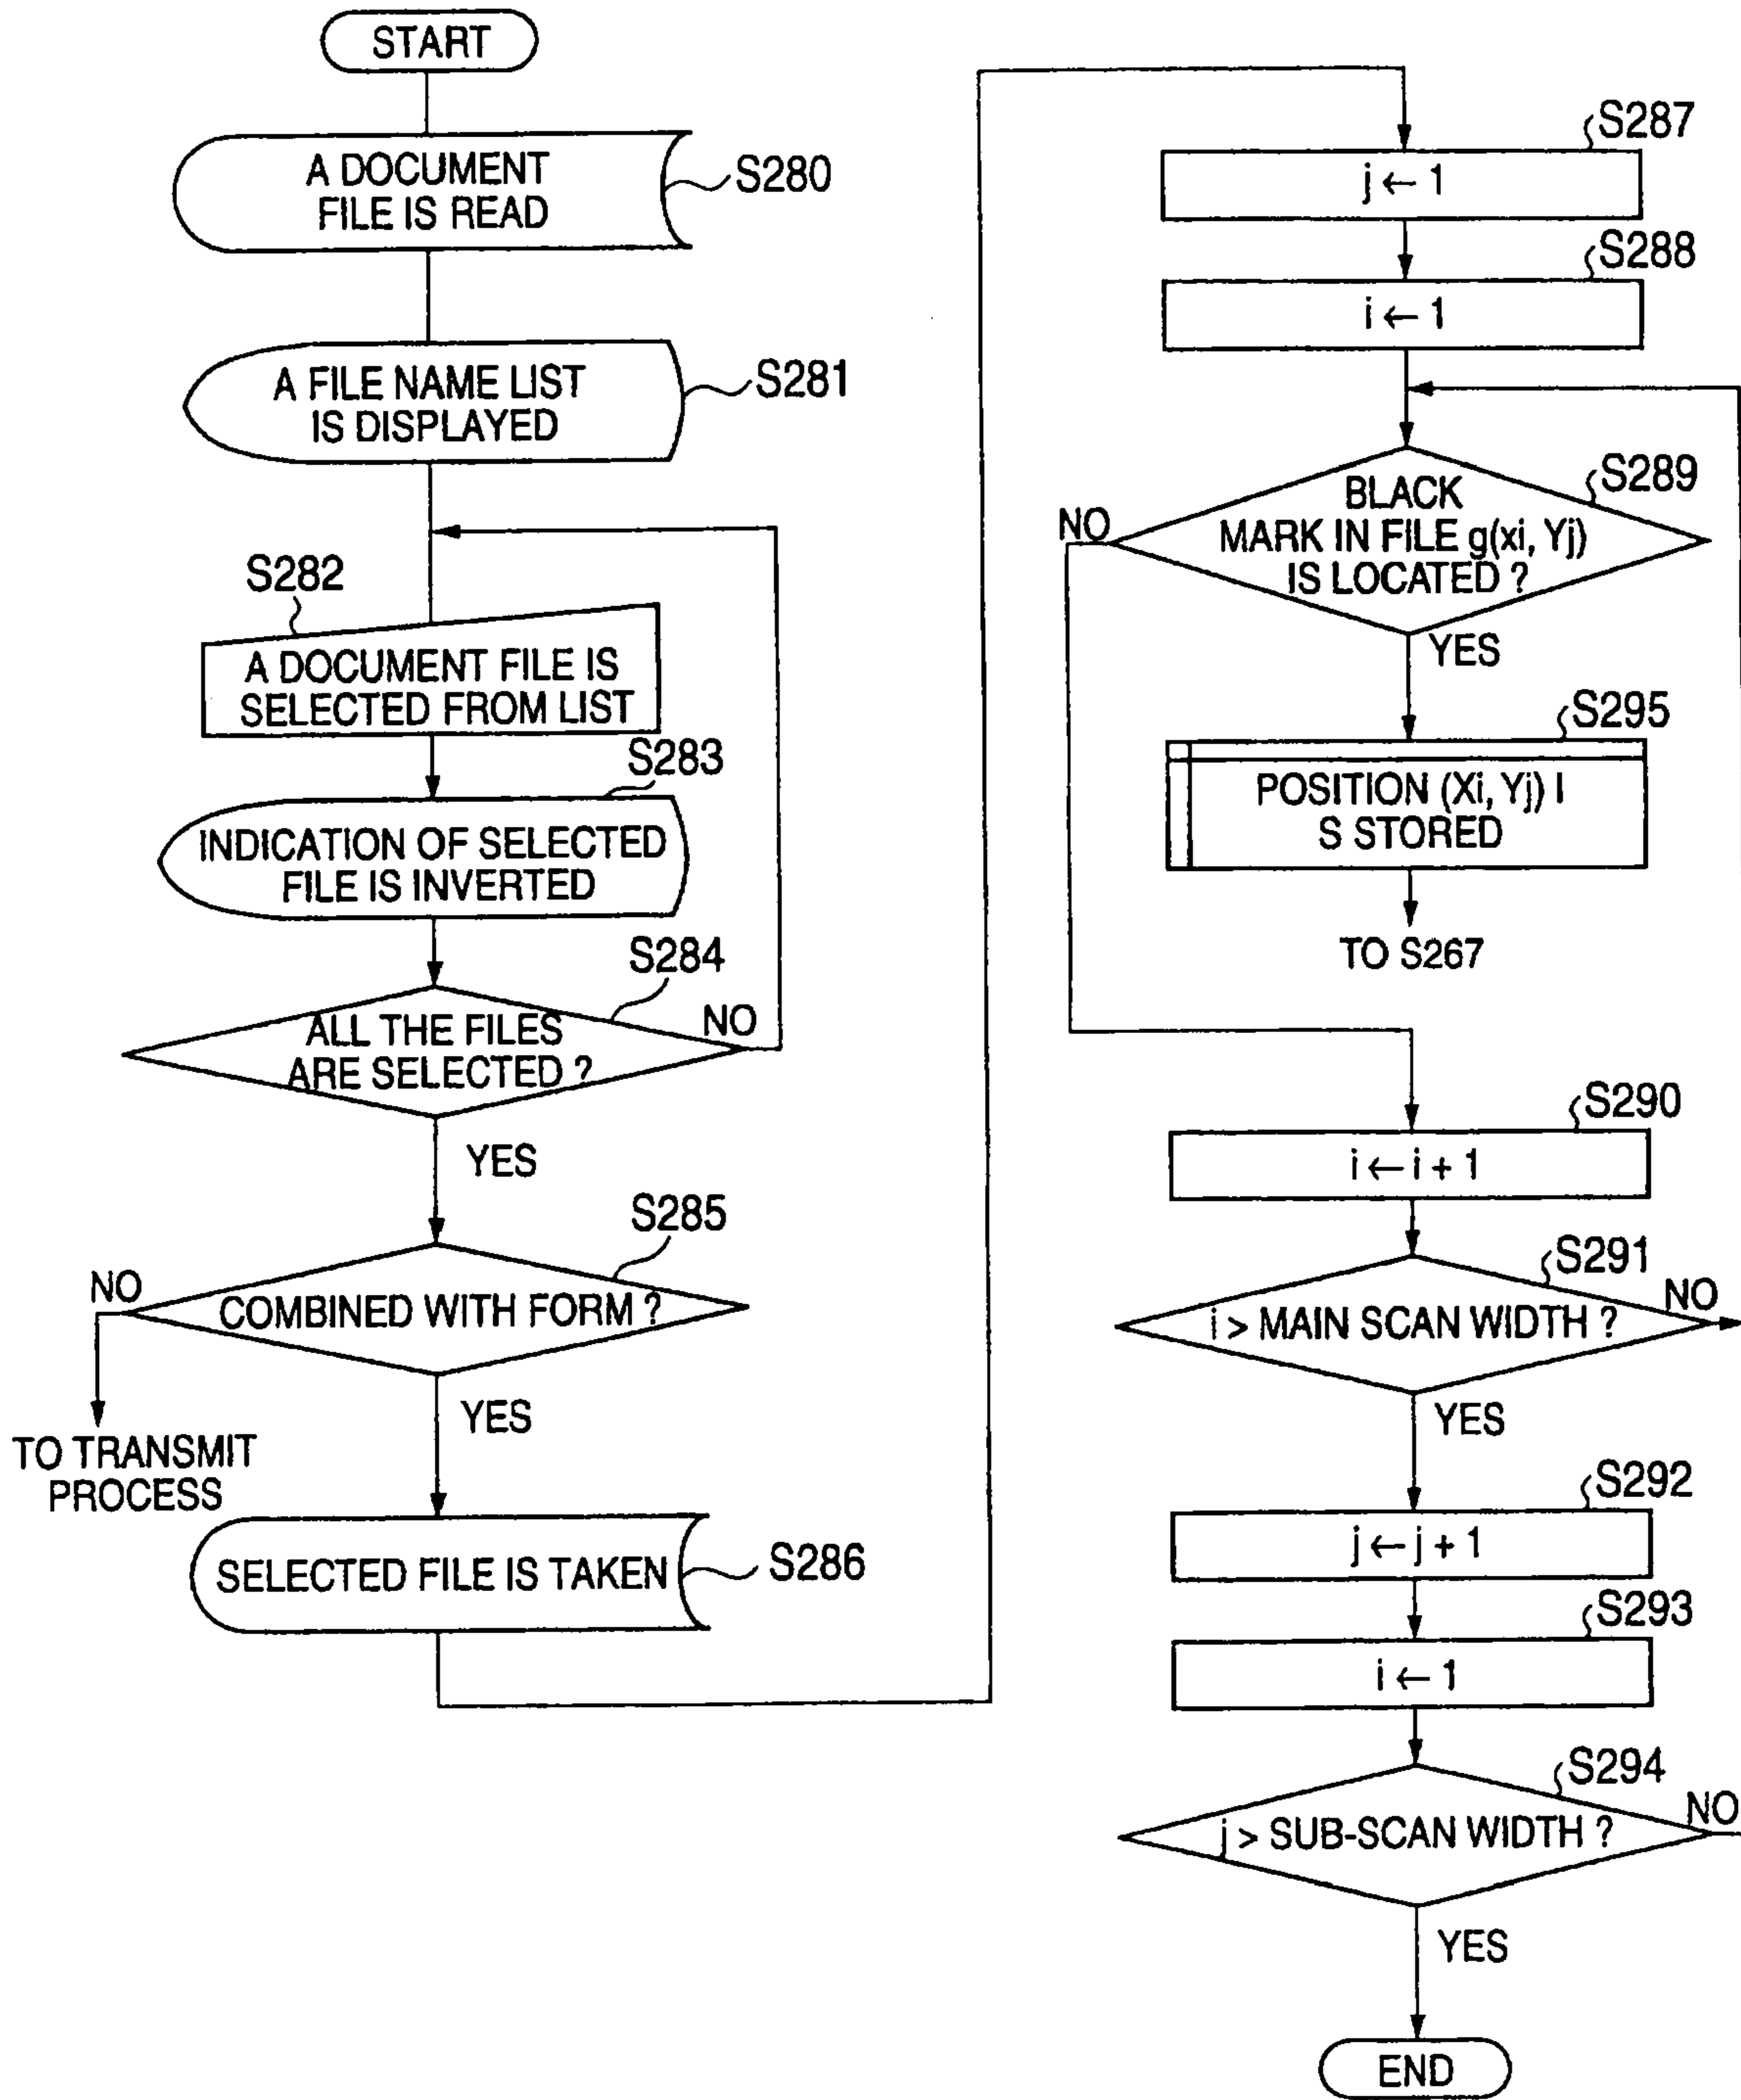 START
A DOCUMENT
FILE IS READ
S280
A FILE NAME LIST
IS DISPLAYED
S281
S282
A DOCUMENT FILE IS
SELECTED FROM LIST
S283
INDICATION OF SELECTED
FILE IS INVERTED
S284
ALL THE FILES
ARE SELECTED ?
NO
YES
S285
NO
COMBINED WITH FORM ?
YES
TO TRANSMIT
PROCESS
SELECTED FILE IS TAKEN
S286
S287
j ← 1
S288
i ← 1
S289
NO
BLACK
MARK IN FILE g(xi, Yj)
IS LOCATED ?
YES
S295
POSITION (Xi, Yj) I
S STORED
TO S267
S290
i ← i + 1
S291
i > MAIN SCAN WIDTH ?
NO
YES
S292
j ← j + 1
S293
i ← 1
S294
j > SUB-SCAN WIDTH ?
NO
YES
END